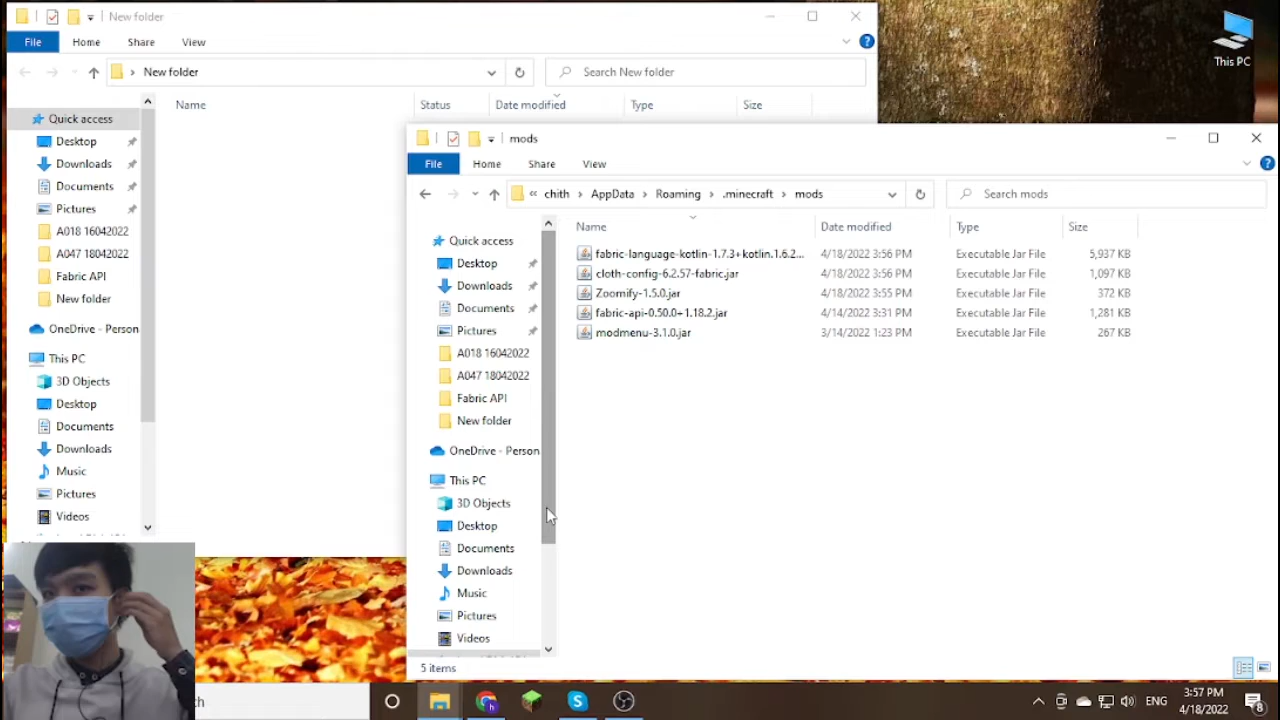 New folder
File Home Share View
New folder Search New folder
Name Status Date modified Type Size
Quick access
Desktop
Downloads
Documents
Pictures
A018 16042022
A047 18042022
Fabric API
New folder
OneDrive - Person
This PC
3D Objects
Desktop
Documents
Downloads
Music
Pictures
Videos
This PC
mods
File Home Share View
« chith AppData Roaming .minecraft mods Search mods
Name Date modified Type Size
fabric-language-kotlin-1.7.3+kotlin.1.6.2... 4/18/2022 3:56 PM Executable Jar File 5,937 KB
cloth-config-6.2.57-fabric.jar 4/18/2022 3:56 PM Executable Jar File 1,097 KB
Zoomify-1.5.0.jar 4/18/2022 3:55 PM Executable Jar File 372 KB
fabric-api-0.50.0+1.18.2.jar 4/14/2022 3:31 PM Executable Jar File 1,281 KB
modmenu-3.1.0.jar 3/14/2022 1:23 PM Executable Jar File 267 KB
Quick access
Desktop
Downloads
Documents
Pictures
A018 16042022
A047 18042022
Fabric API
New folder
OneDrive - Person
This PC
3D Objects
Desktop
Documents
Downloads
Music
Pictures
Videos
5 items
ch
ENG
3:57 PM
4/18/2022
8